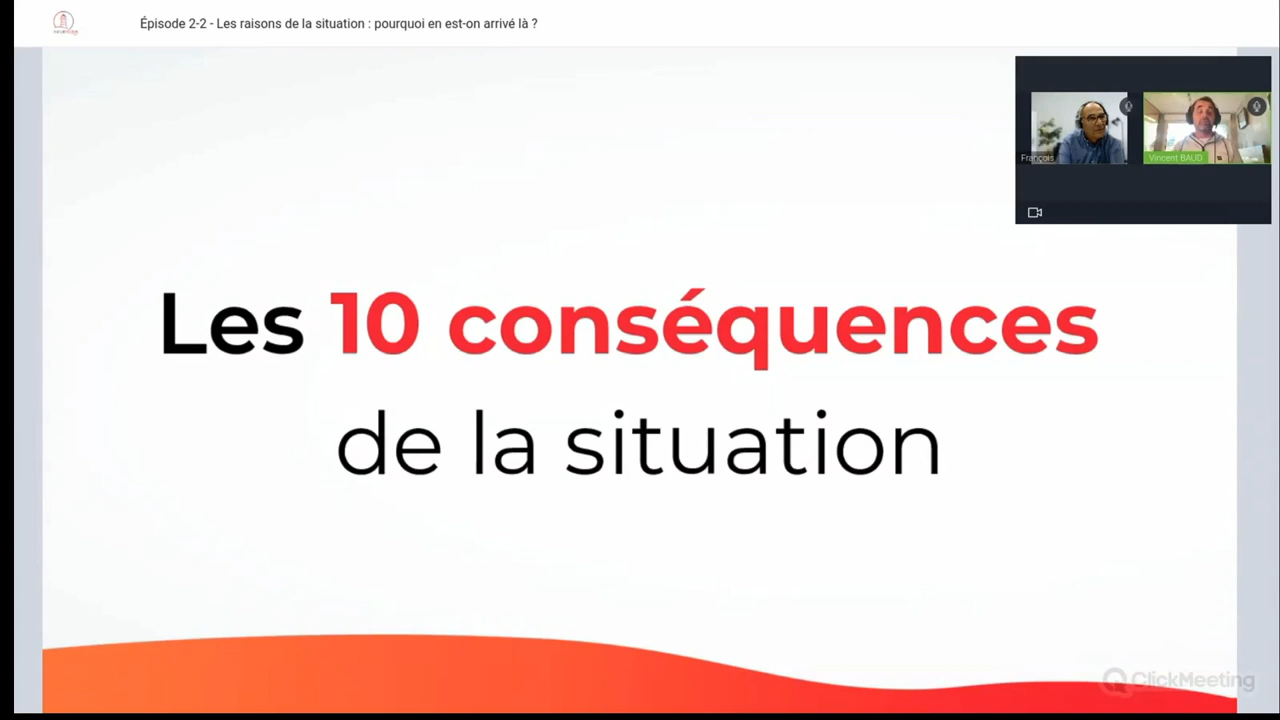 Épisode 2-2 - Les raisons de la situation : pourquoi en est-on arrivé là ?
François
Vincent BAUD
Les 10 conséquences
de la situation
ClickMeeting